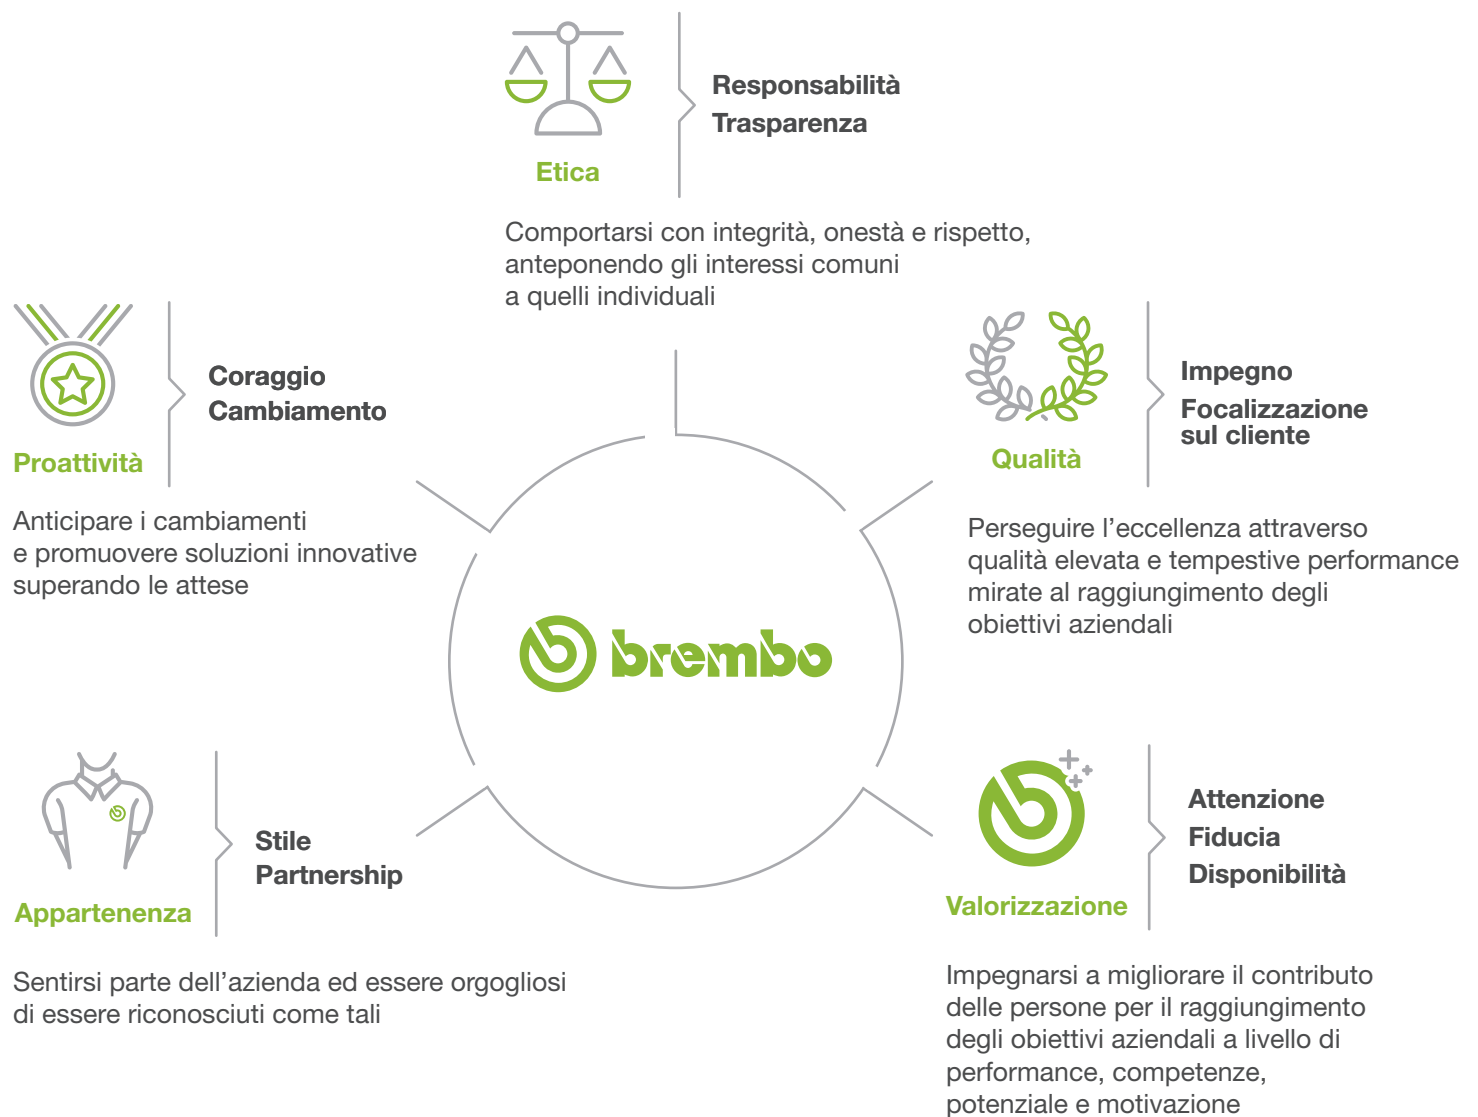 Responsabilità
Trasparenza
Etica
Comportarsi con integrità, onestà e rispetto,
anteponendo gli interessi comuni
a quelli individuali
Coraggio
Cambiamento
Proattività
Anticipare i cambiamenti
e promuovere soluzioni innovative
superando le attese
Impegno
Focalizzazione
sul cliente
Qualità
Perseguire l’eccellenza attraverso
qualità elevata e tempestive performance
mirate al raggiungimento degli
obiettivi aziendali
brembo
Stile
Partnership
Appartenenza
Sentirsi parte dell’azienda ed essere orgogliosi
di essere riconosciuti come tali
Attenzione
Fiducia
Disponibilità
Valorizzazione
Impegnarsi a migliorare il contributo
delle persone per il raggiungimento
degli obiettivi aziendali a livello di
performance, competenze,
potenziale e motivazione